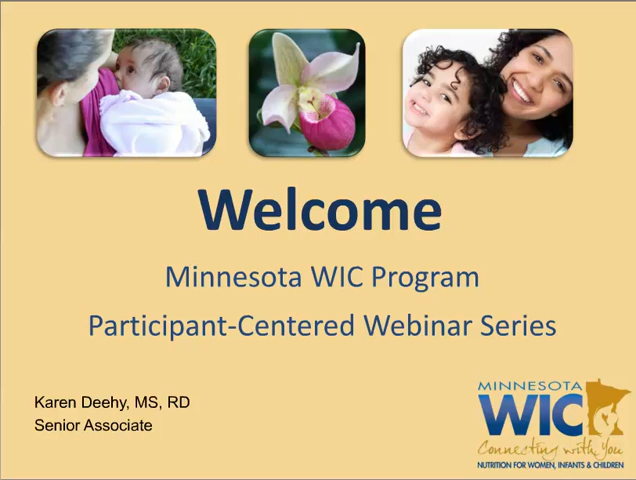 Welcome
Minnesota WIC Program
Participant-Centered Webinar Series
Karen Deehy, MS, RD
Senior Associate
MINNESOTA
WIC
Connecting with You
NUTRITION FOR WOMEN, INFANTS & CHILDREN